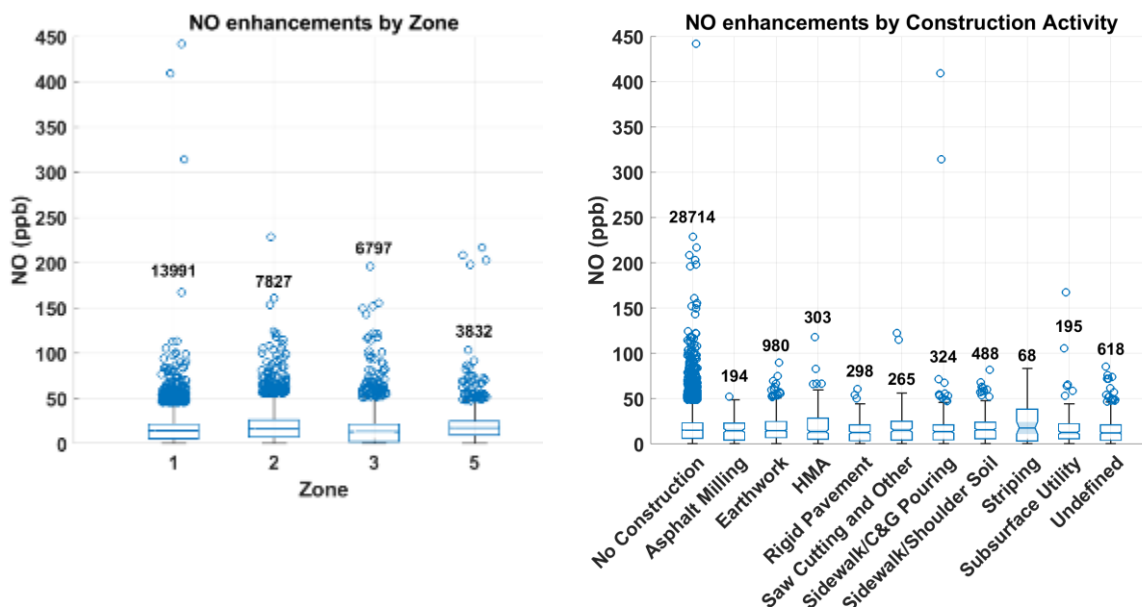 NO enhancements by Zone
NO (ppb)
450
400
350
300
250
200
150
100
50
0
13991
7827
6797
3832
1
2
3
5
Zone
NO enhancements by Construction Activity
NO (ppb)
450
400
350
300
250
200
150
100
50
0
28714
194
980
303
298
265
324
488
68
195
618
No Construction
Asphalt Milling
Earthwork
HMA
Rigid Pavement
Saw Cutting and Other
Sidewalk/C&G Pouring
Sidewalk/Shoulder Soil
Striping
Subsurface Utility
Undefined